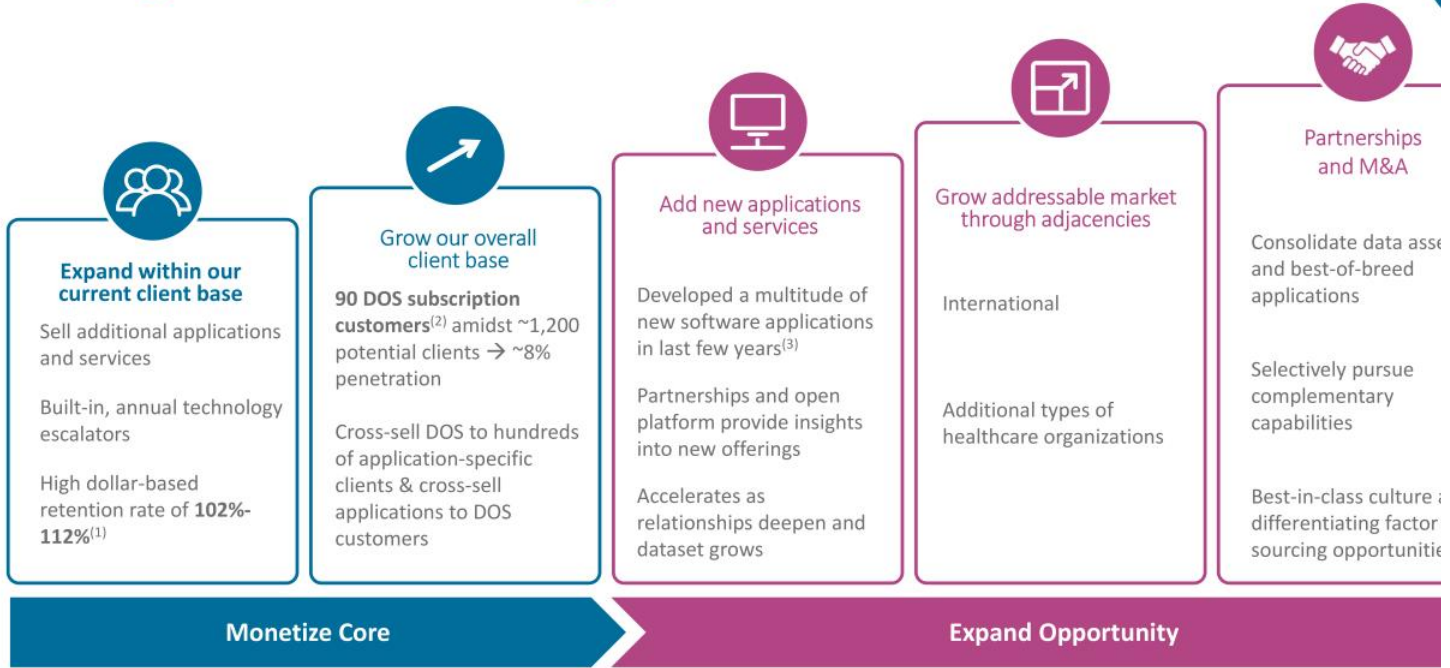 Expand within our
current client base
Sell additional applications
and services
Built-in, annual technology
escalators
High dollar-based
retention rate of 102%-
112%(1)
Grow our overall
client base
90 DOS subscription
customers(2) amidst ~1,200
potential clients → ~8%
penetration
Cross-sell DOS to hundreds
of application-specific
clients & cross-sell
applications to DOS
customers
Add new applications
and services
Developed a multitude of
new software applications
in last few years(3)
Partnerships and open
platform provide insights
into new offerings
Accelerates as
relationships deepen and
dataset grows
Grow addressable market
through adjacencies
International
Additional types of
healthcare organizations
Partnerships
and M&A
Consolidate data
and best-of-breed
applications
Selectively pursue
complementary
capabilities
Best-in-class culture
differentiating factor
sourcing
Monetize Core
Expand Opportunity